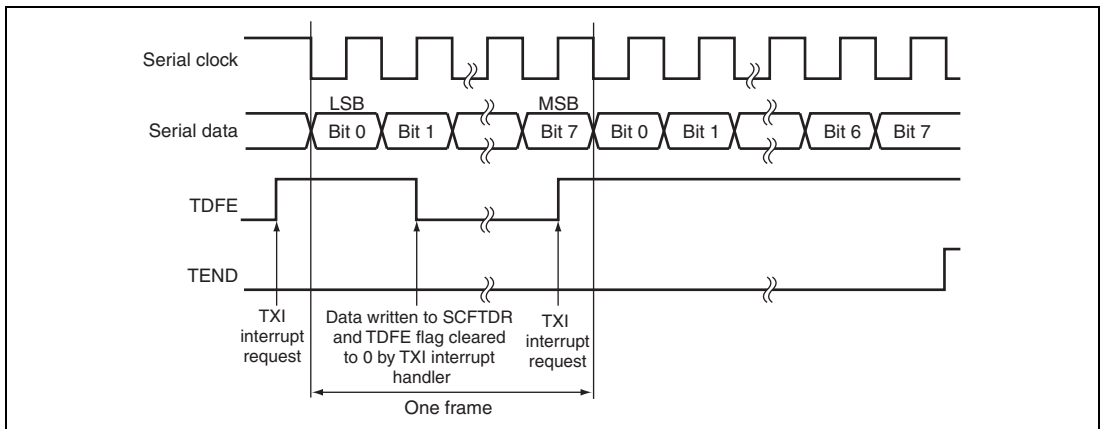 Serial clock
LSB
MSB
Serial data
Bit 0
Bit 1
Bit 7
Bit 0
Bit 1
Bit 6
Bit 7
TDFE
TEND
TXI
interrupt
request
Data written to SCFTDR
and TDFE flag cleared
to 0 by TXI interrupt
handler
TXI
interrupt
request
One frame